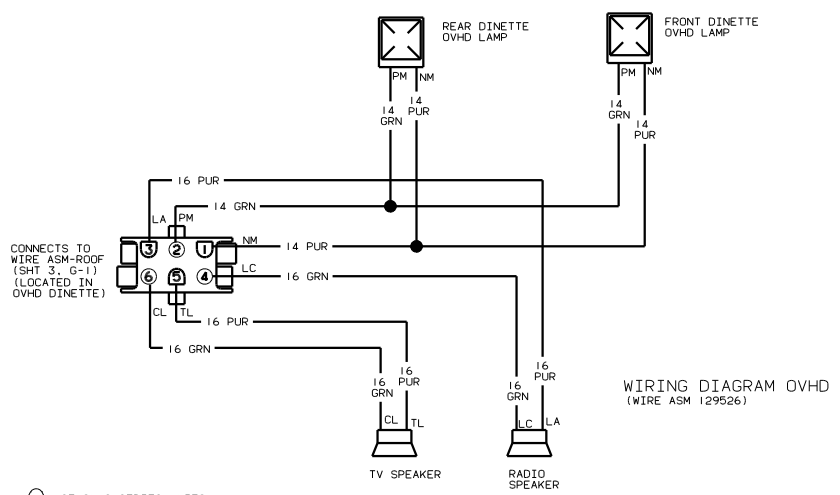 REAR DINETTE
OVHD LAMP
FRONT DINETTE
OVHD LAMP
PM NM
PM NM
14
GRN
14
PUR
14
GRN
14
PUR
16 PUR
14 GRN
LA PM
3 2 1
NM
14 PUR
6 5 4
LC
16 GRN
CONNECTS TO
WIRE ASM-ROOF
(SHT 3, G-1)
(LOCATED IN
OVHD DINETTE)
CL TL
16 PUR
16 GRN
16
GRN
16
PUR
16
GRN
16
PUR
CL TL
LC LA
TV SPEAKER
RADIO
SPEAKER
WIRING DIAGRAM OVHD
(WIRE ASM 129526)